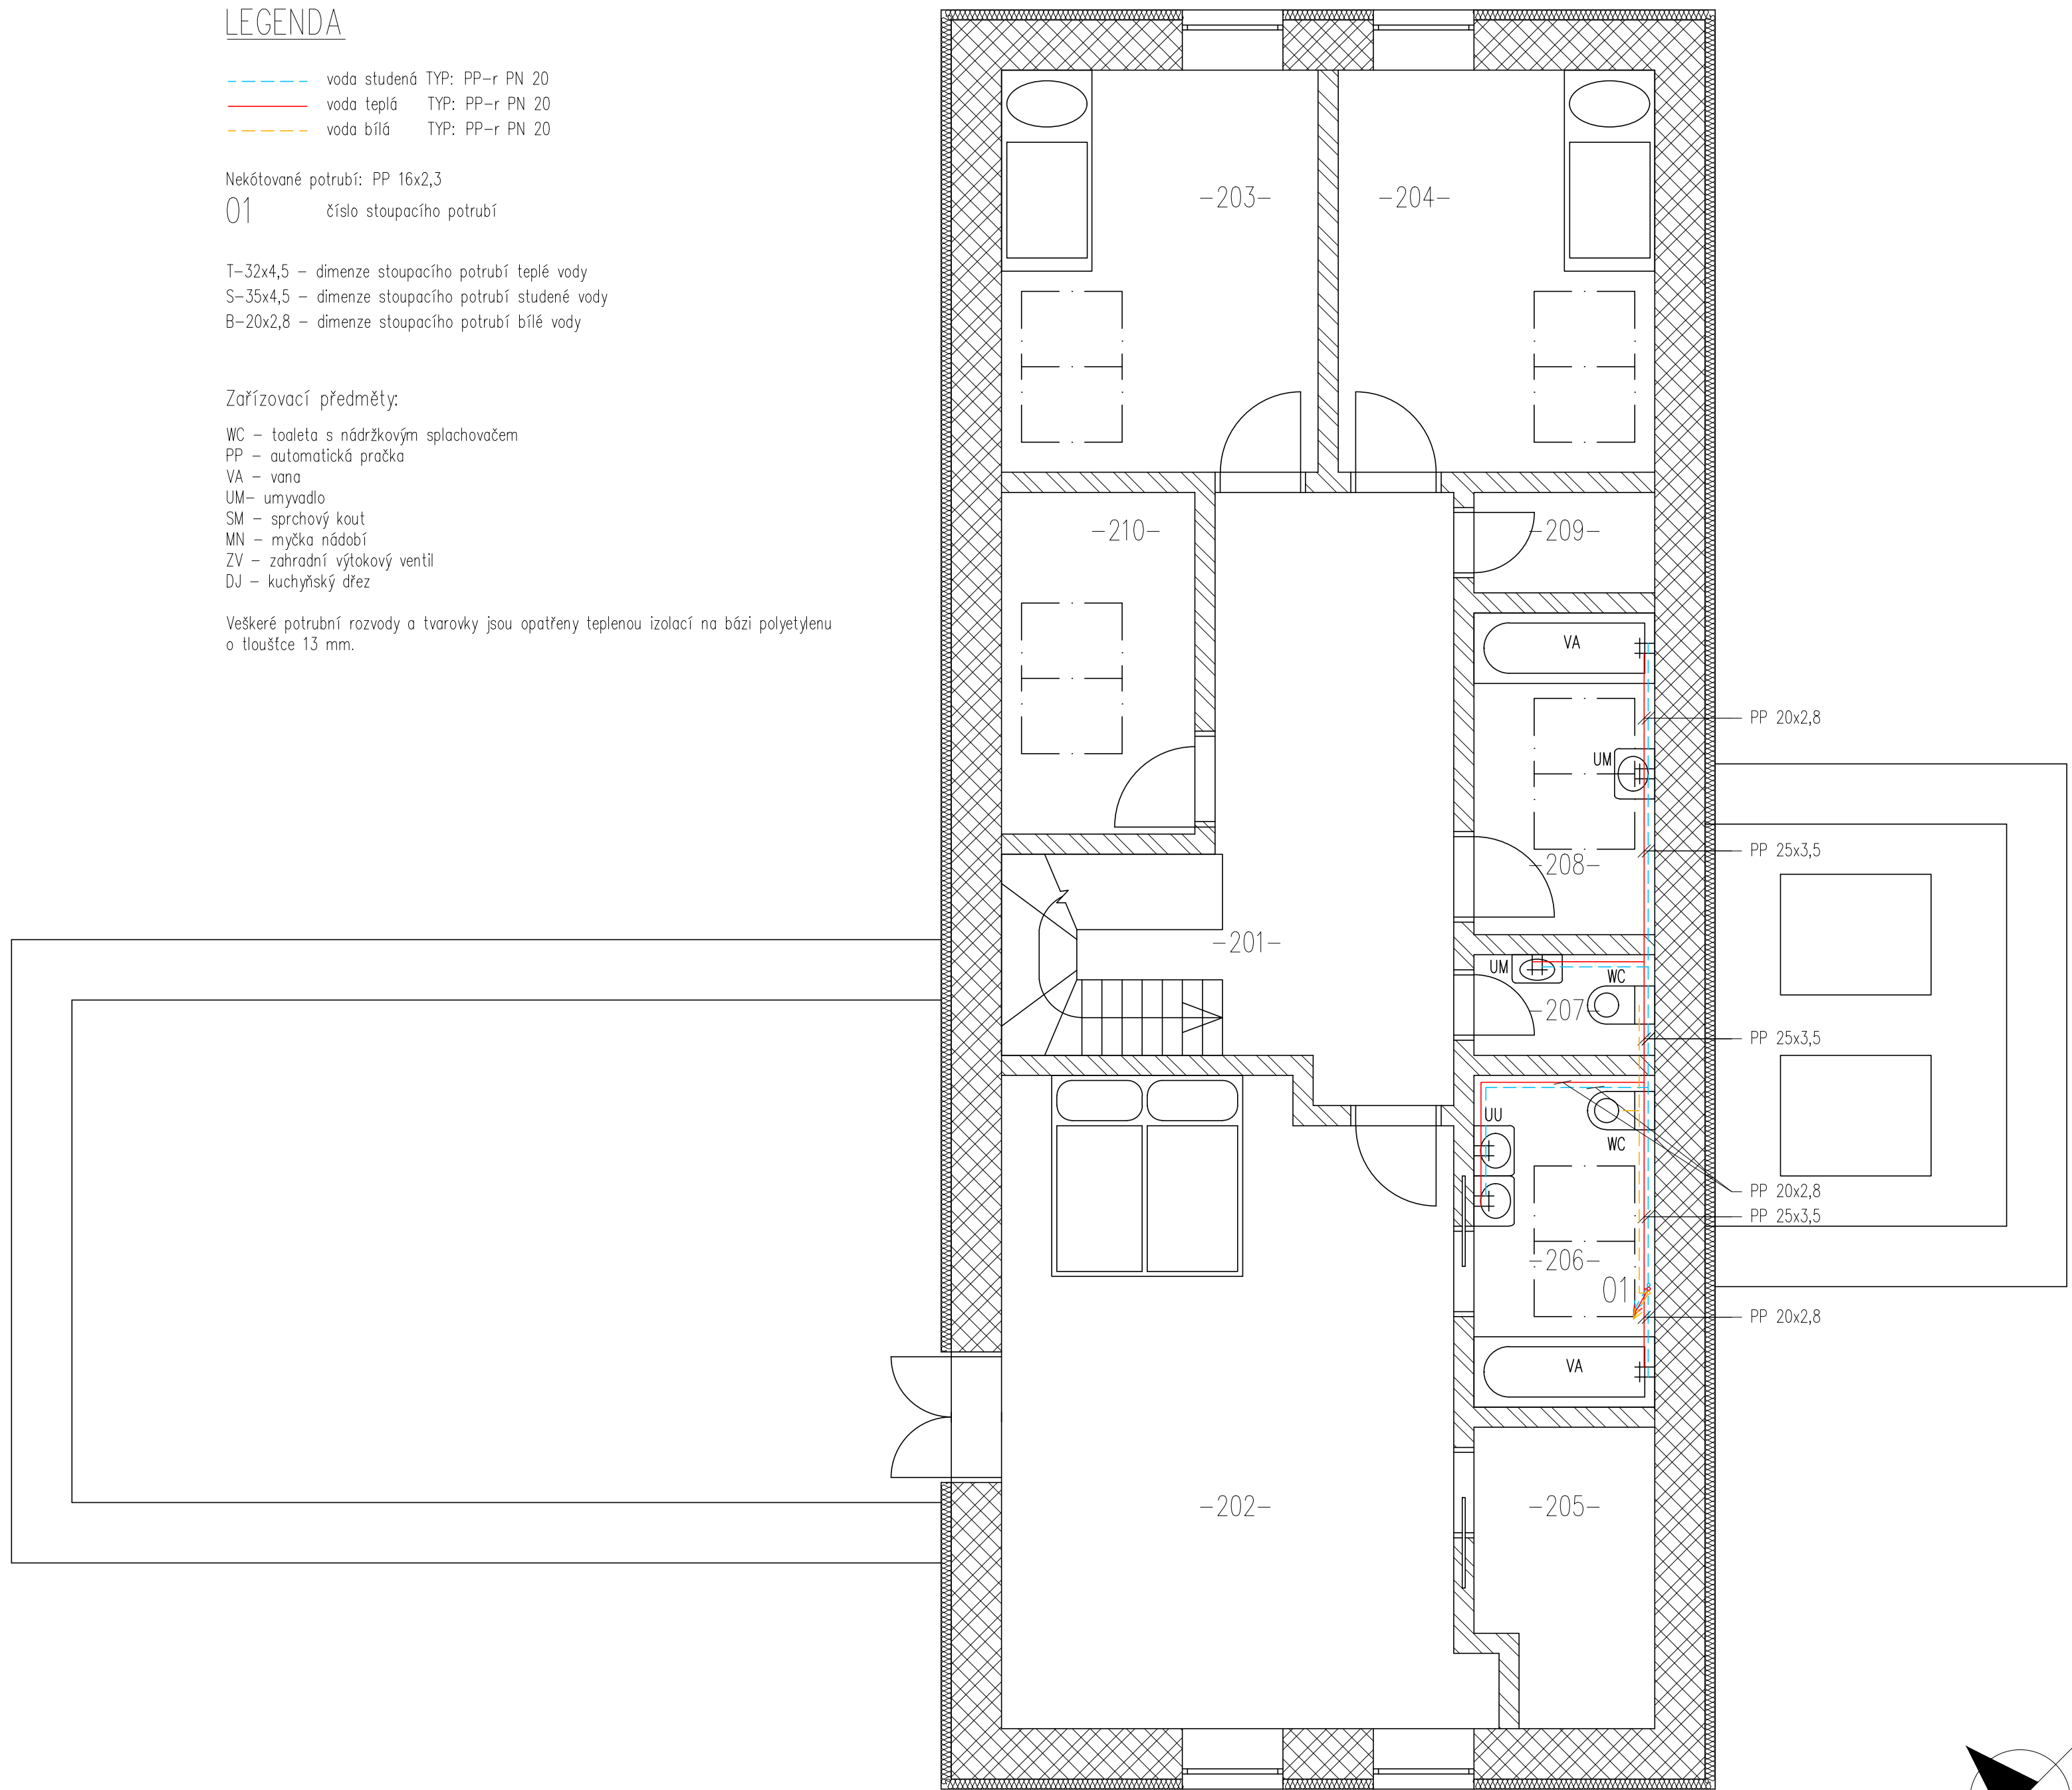 LEGENDA
voda studená TYP: PP-r PN 20
voda teplá TYP: PP-r PN 20
voda bílá TYP: PP-r PN 20
Nekótované potrubí: PP 16x2,3
01 číslo stoupacího potrubí
T-32x4,5 - dimenze stoupacího potrubí teplé vody
S-35x4,5 - dimenze stoupacího potrubí studené vody
B-20x2,8 - dimenze stoupacího potrubí bílé vody
Zařízovací předměty:
WC - toaleta s nádržkovým splachovačem
PP - automatická pračka
VA - vana
UM- umyvadlo
SM - sprchový kout
MN - myčka nádobí
ZV - zahradní výtokový ventil
DJ - kuchyňský dřez
Veškeré potrubní rozvody a tvarovky jsou opatřeny teplenou izolací na bázi polyetylenu
o tloušťce 13 mm.
-203-
-204-
-210-
-209-
VA
PP 20x2,8
UM
PP 25x3,5
-208-
-201-
UM
WC
-207-
PP 25x3,5
UU
WC
PP 20x2,8
PP 25x3,5
-206-
01
PP 20x2,8
VA
-202-
-205-